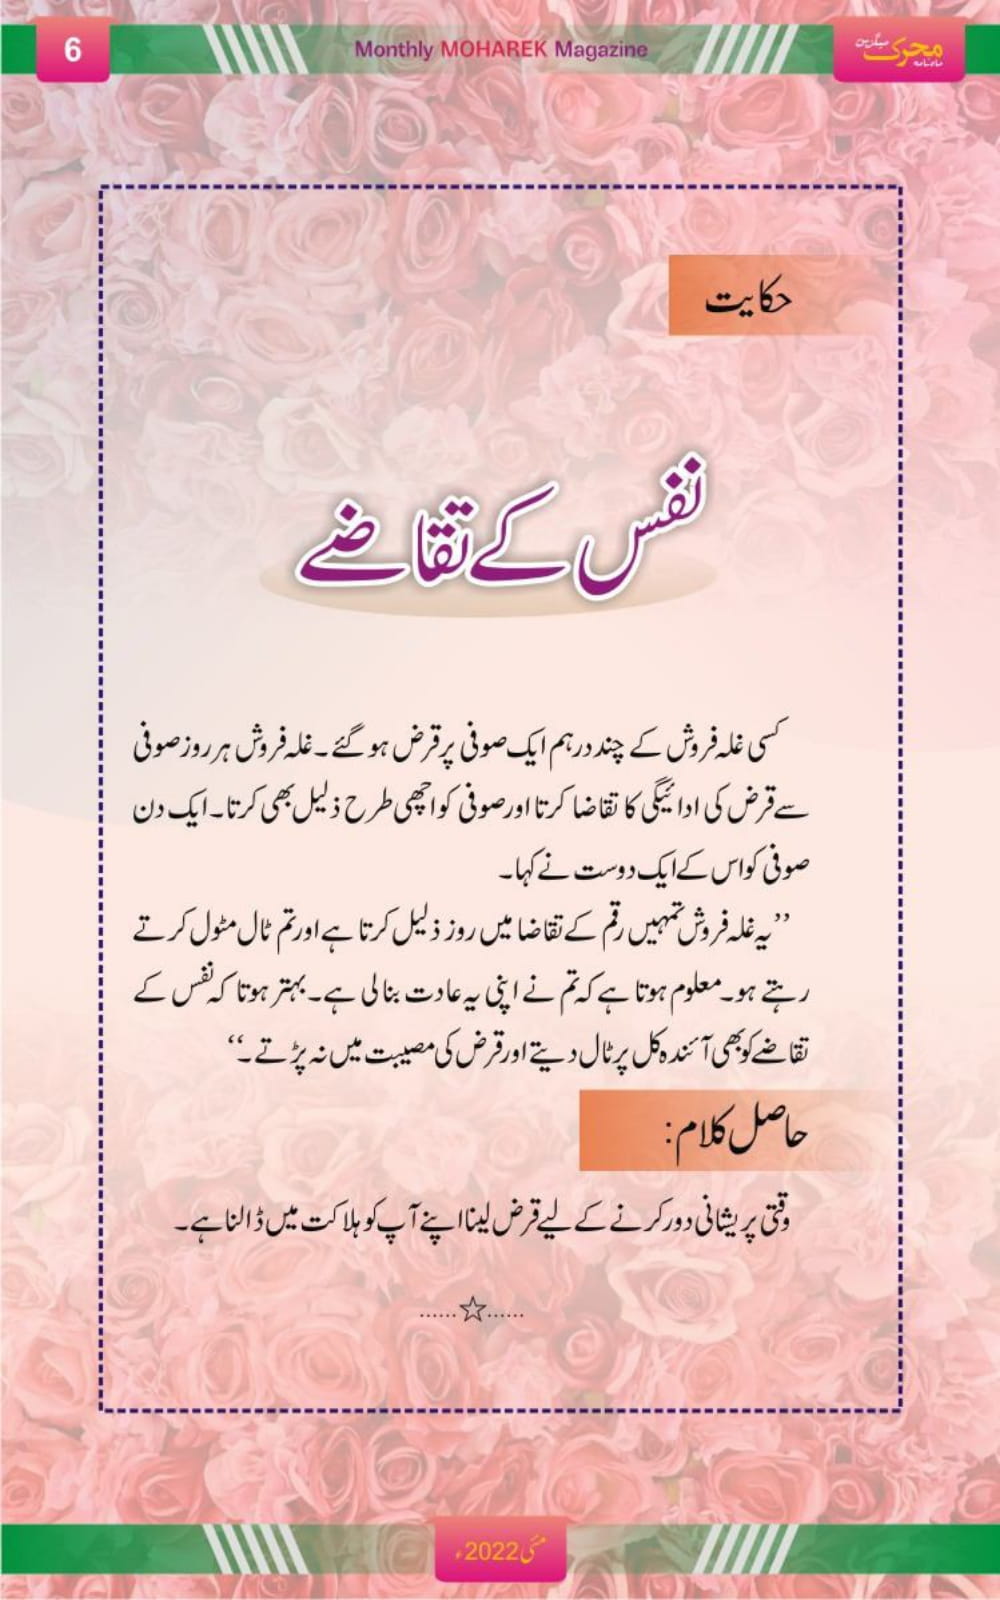 6
Monthly MOHAREK Magazine
ماہنامہ محرک میگزین
حکایت
نفس کے تقاضے
کسی غلہ فروش کے چند درہم ایک صوفی پر قرض ہو گئے۔ غلہ فروش ہر روز صوفی
سے قرض کی ادائیگی کا تقاضا کرتا اور صوفی کو اچھی طرح ذلیل بھی کرتا۔ ایک دن
صوفی کو اس کے ایک دوست نے کہا۔
’’یہ غلہ فروش تمہیں رقم کے تقاضا میں روز ذلیل کرتا ہے اور تم ٹال مٹول کرتے
رہتے ہو۔ معلوم ہوتا ہے کہ تم نے اپنی یہ عادت بنا لی ہے۔ بہتر ہوتا کہ نفس کے
تقاضے کو بھی آئندہ کل پر ٹال دیتے اور قرض کی مصیبت میں نہ پڑتے۔‘‘
حاصل کلام:
وقتی پریشانی دور کرنے کے لیے قرض لینا اپنے آپ کو ہلاکت میں ڈالنا ہے۔
......☆......
مئی 2022ء